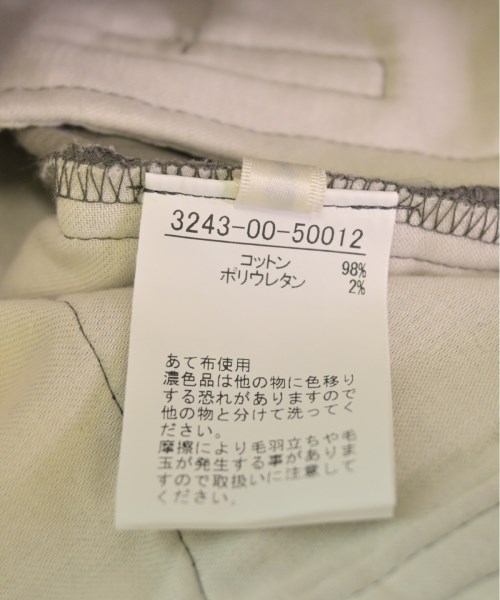 3243-00-50012
コットン 98%
ポリウレタン 2%
あて布使用
濃色品は他の物に色移り
する恐れがありますので
他の物と分けて洗ってく
ださい。
摩擦により毛羽立ちや毛
玉が発生する事がありま
すので取扱いに注意して
ください。